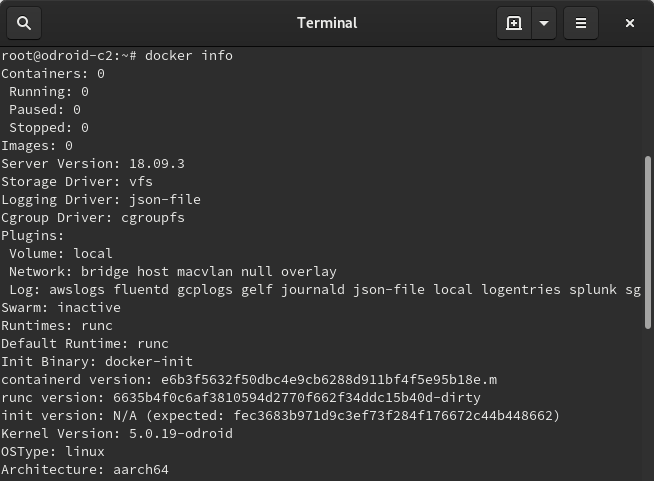 Terminal
root@odroid-c2:~# docker info
Containers: 0
 Running: 0
 Paused: 0
 Stopped: 0
Images: 0
Server Version: 18.09.3
Storage Driver: vfs
Logging Driver: json-file
Cgroup Driver: cgroupfs
Plugins:
 Volume: local
 Network: bridge host macvlan null overlay
 Log: awslogs fluentd gcplogs gelf journald json-file local logentries splunk sg
Swarm: inactive
Runtimes: runc
Default Runtime: runc
Init Binary: docker-init
containerd version: e6b3f5632f50dbc4e9cb6288d911bf4f5e95b18e.m
runc version: 6635b4f0c6af3810594d2770f662f34ddc15b40d-dirty
init version: N/A (expected: fec3683b971d9c3ef73f284f176672c44b448662)
Kernel Version: 5.0.19-odroid
OSType: linux
Architecture: aarch64